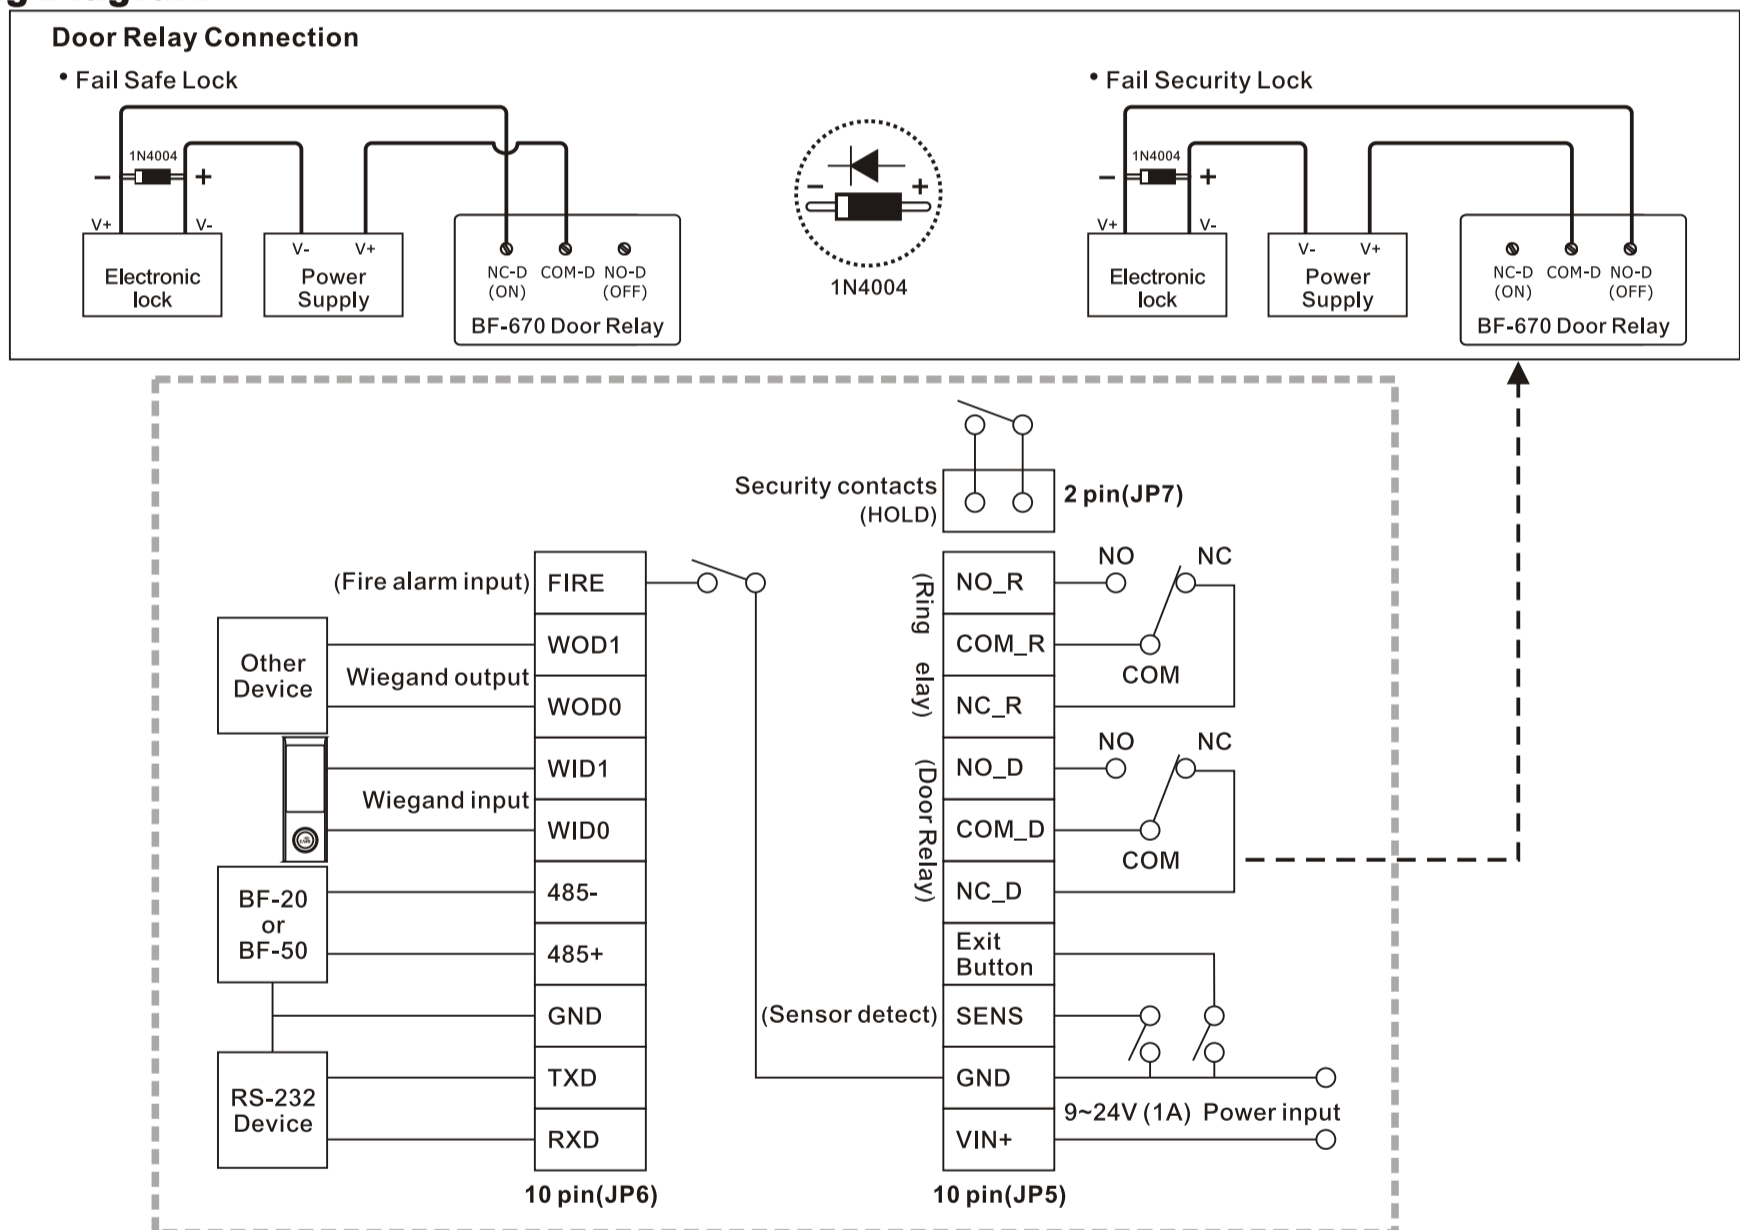 Door Relay Connection
• Fail Safe Lock
1N4004
− +
V+ V-
Electronic
lock
V- V+
Power
Supply
NC-D COM-D NO-D
(ON) (OFF)
BF-670 Door Relay
− +
1N4004
• Fail Security Lock
1N4004
− +
V+ V-
Electronic
lock
V- V+
Power
Supply
NC-D COM-D NO-D
(ON) (OFF)
BF-670 Door Relay
Security contacts
(HOLD)
2 pin(JP7)
(Fire alarm input)
Other
Device
Wiegand output
Wiegand input
BF-20
or
BF-50
RS-232
Device
FIRE
WOD1
WOD0
WID1
WID0
485-
485+
GND
TXD
RXD
10 pin(JP6)
(Ring elay)
(Door Relay)
(Sensor detect)
NO_R
COM_R
NC_R
NO_D
COM_D
NC_D
Exit
Button
SENS
GND
VIN+
NO NC
COM
NO NC
COM
9~24V (1A) Power input
10 pin(JP5)